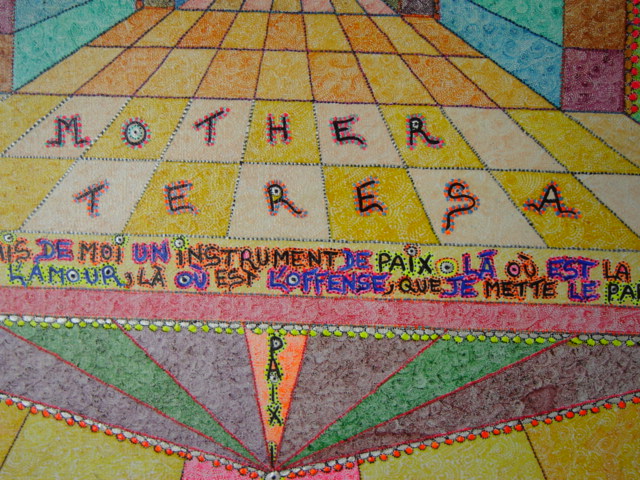 MOTHER
TERESA
IS DE MOI UN INSTRUMENT DE PAIX. LÀ OÙ EST LA
L'AMOUR, LÀ OÙ EST L'OFFENSE, QUE JE METTE LE PAR
PAIX